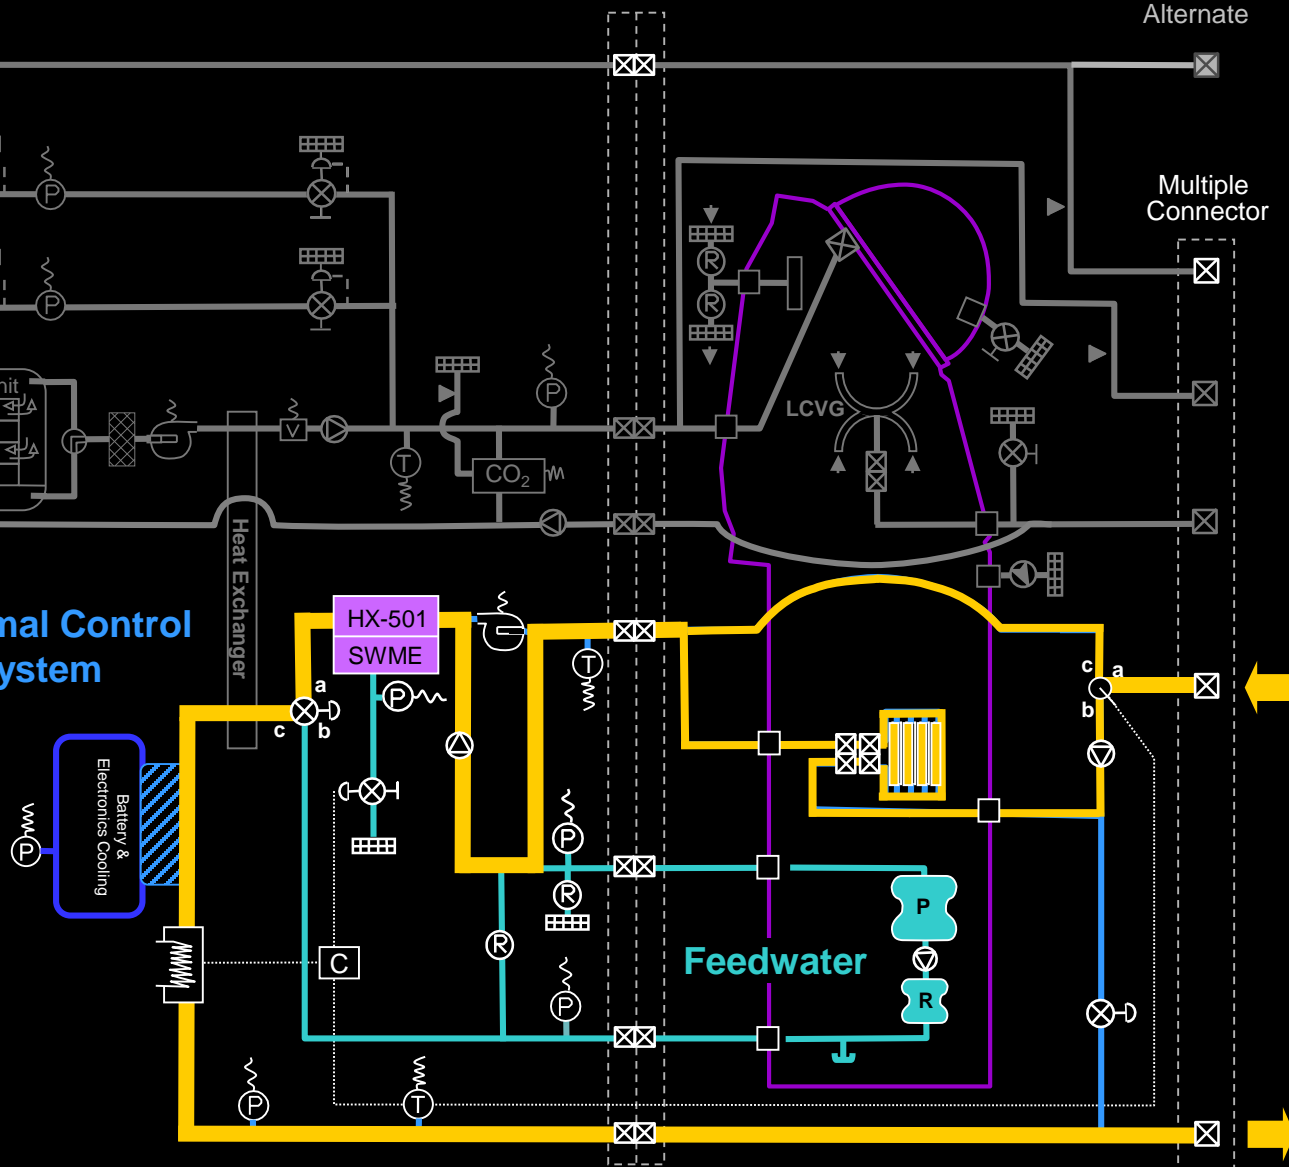 Alternate
Multiple
Connector
P
R
P
R
P
nit
LCVG
V
T
CO2
Heat Exchanger
mal Control
ystem
HX-501
SWME
T
P
a
c
b
c
a
b
Battery &
Electronics Cooling
P
P
R
P
R
Feedwater
C
R
P
P
T